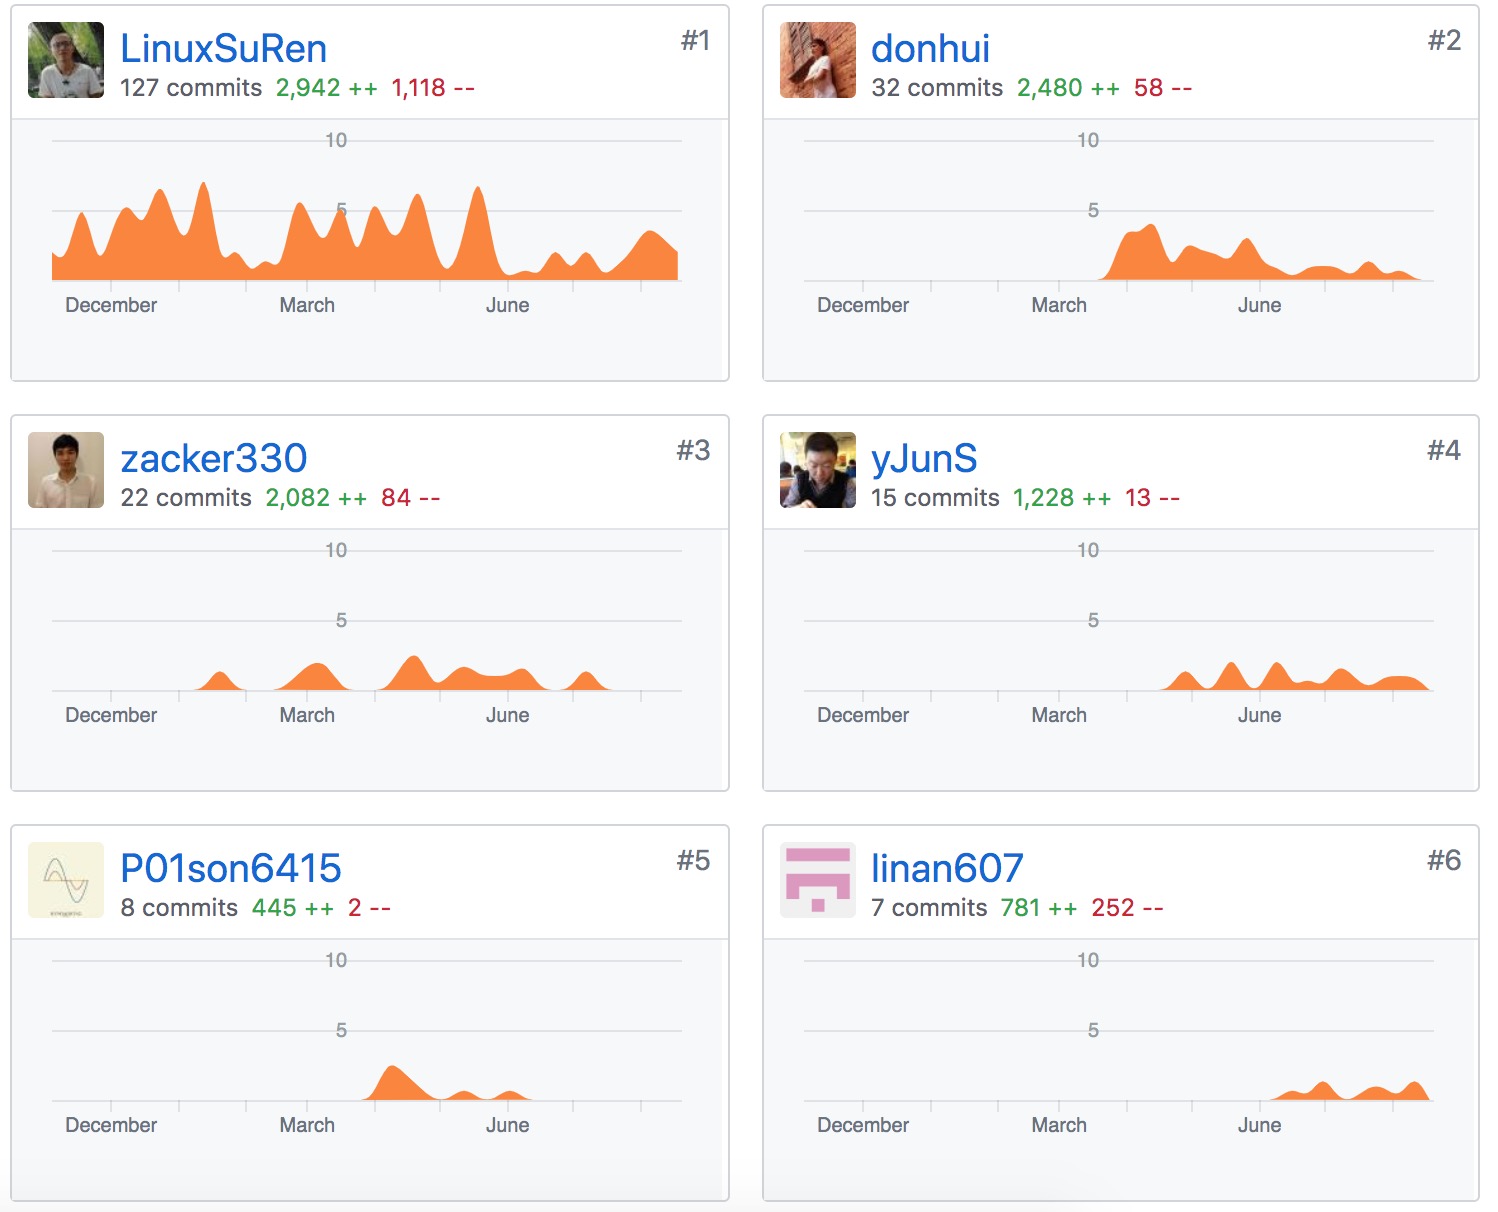 LinuxSuRen #1
127 commits 2,942 ++ 1,118 --
10
5
December March June
donhui #2
32 commits 2,480 ++ 58 --
10
5
December March June
zacker330 #3
22 commits 2,082 ++ 84 --
10
5
December March June
yJunS #4
15 commits 1,228 ++ 13 --
10
5
December March June
P01son6415 #5
8 commits 445 ++ 2 --
10
5
December March June
linan607 #6
7 commits 781 ++ 252 --
10
5
December March June